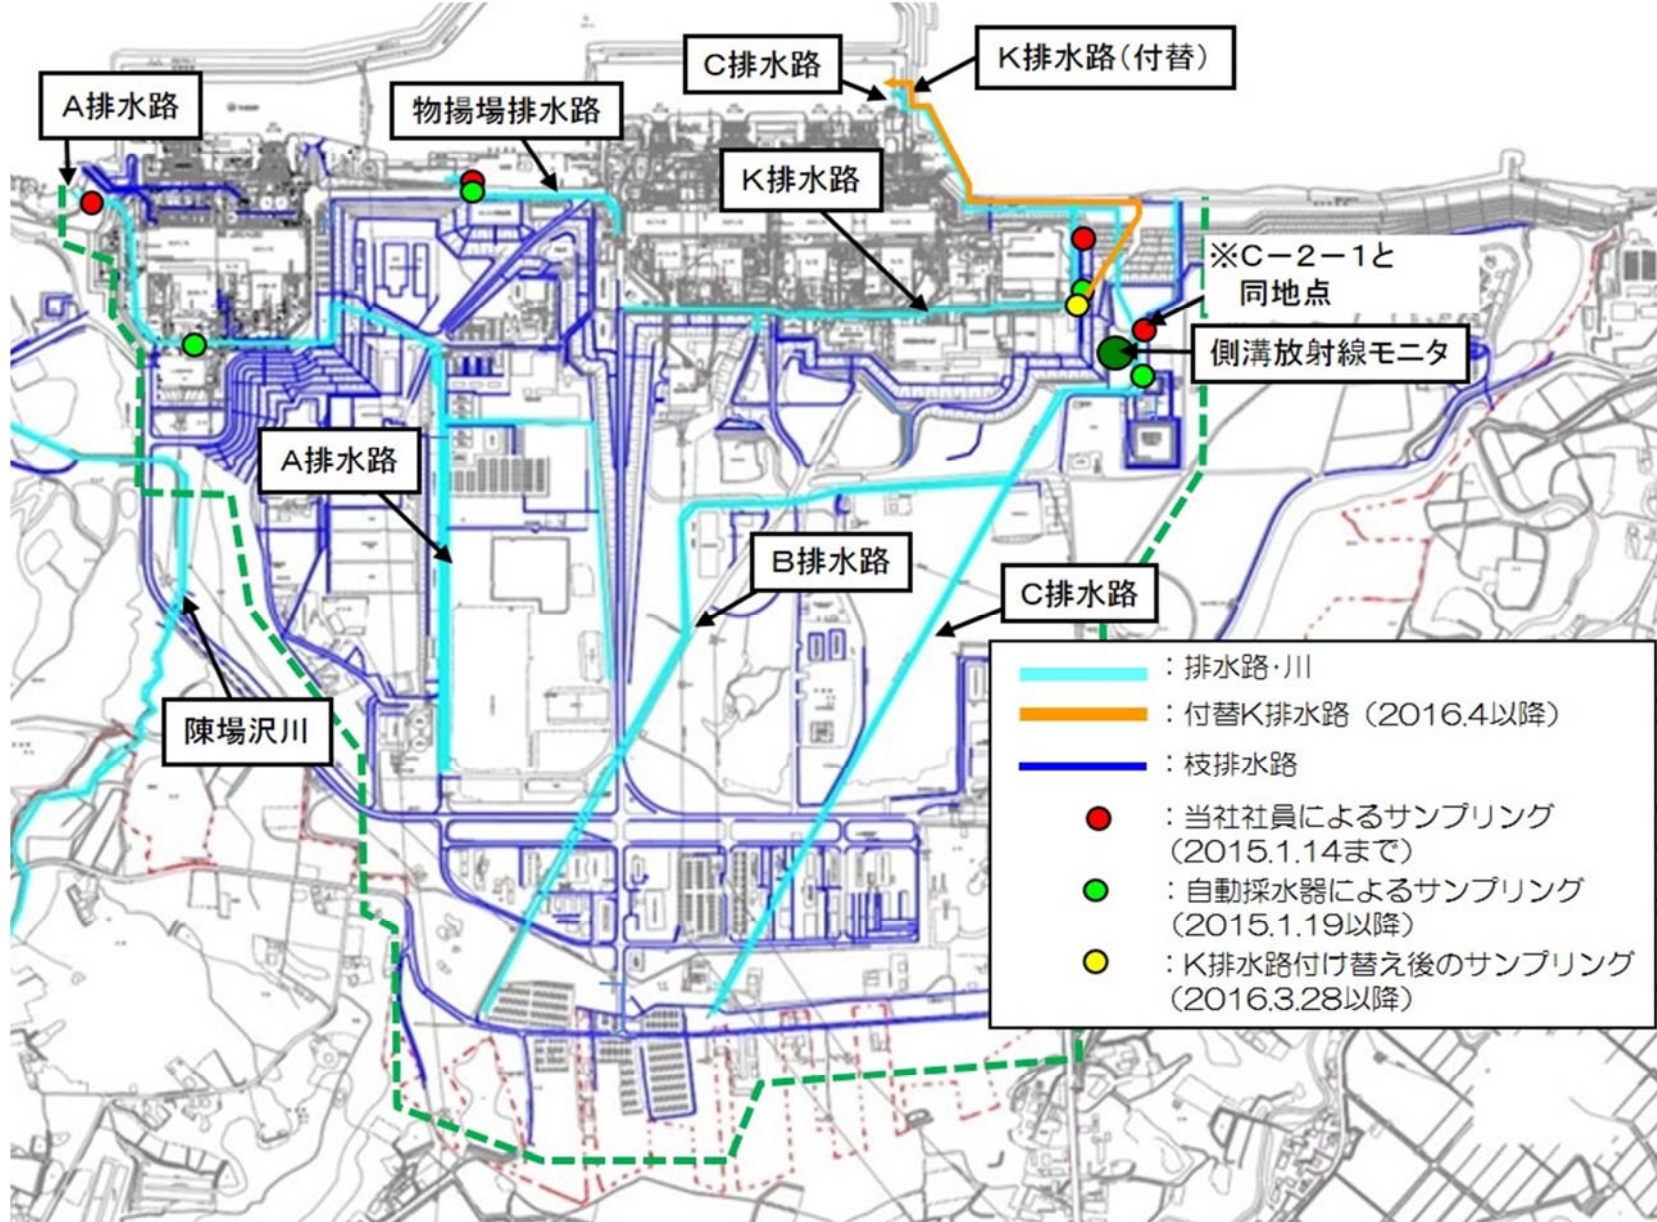 C排水路
K排水路(付替)
A排水路
物揚場排水路
K排水路
※C-2-1と
同地点
側溝放射線モニタ
A排水路
B排水路
C排水路
陳場沢川
：排水路・川
：付替K排水路（2016.4以降）
：枝排水路
：当社社員によるサンプリング
（2015.1.14まで）
：自動採水器によるサンプリング
（2015.1.19以降）
：K排水路付け替え後のサンプリング
（2016.3.28以降）